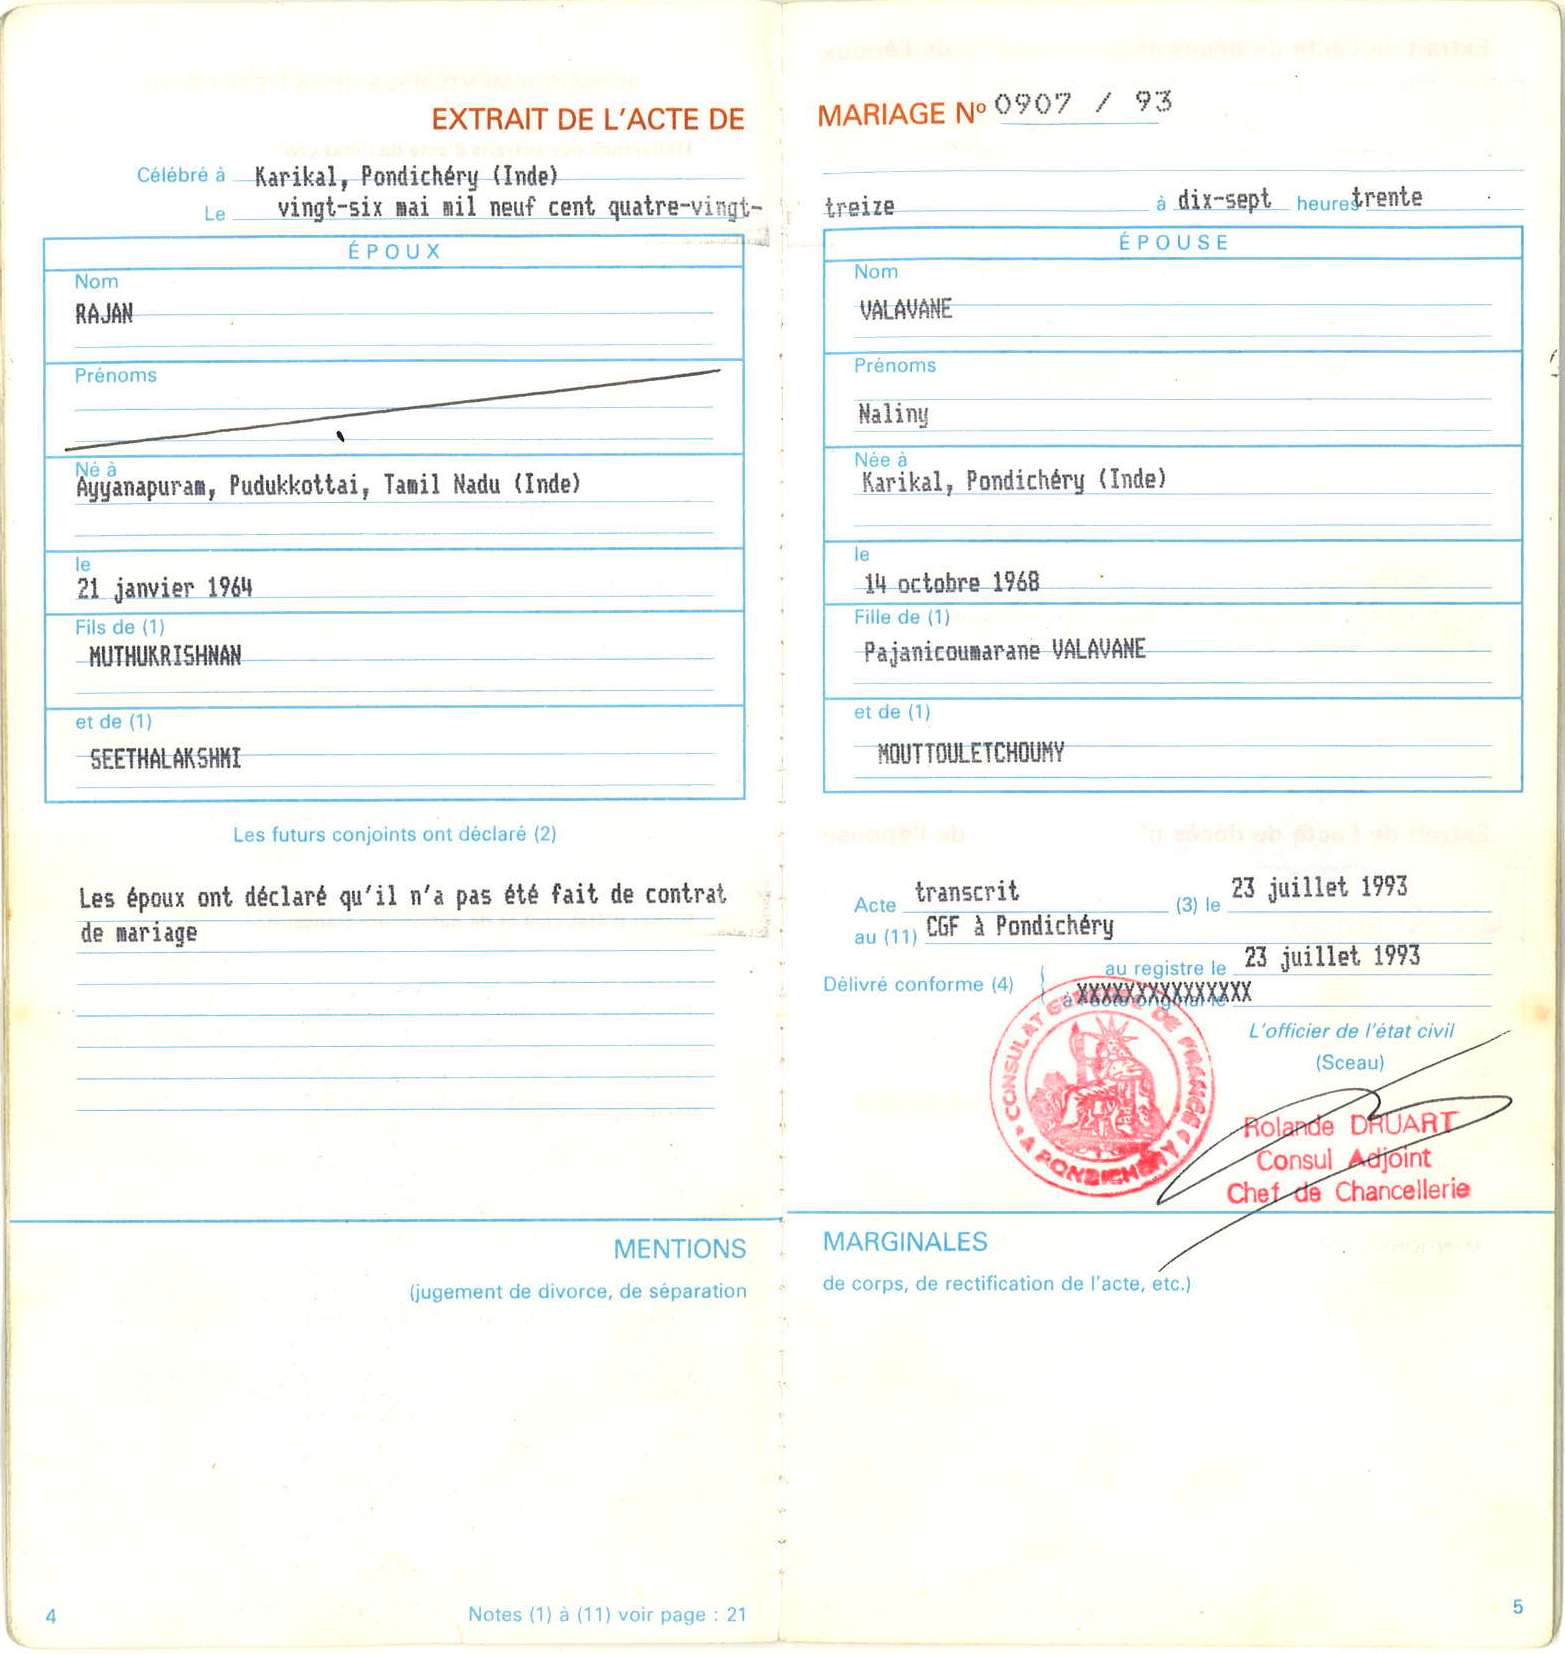 EXTRAIT DE L'ACTE DE MARIAGE Nº 0907 / 93
Célébré à Karikal, Pondichéry (Inde)
Le vingt-six mai mil neuf cent quatre-vingt-treize à dix-sept heures trente
ÉPOUX
Nom
RAJAN
Prénoms
Né à
Ayyanapuram, Pudukkottai, Tamil Nadu (Inde)
le
21 janvier 1964
Fils de (1)
MUTHUKRISHNAN
et de (1)
SEETHALAKSHMI
Les futurs conjoints ont déclaré (2)
Les époux ont déclaré qu'il n'a pas été fait de contrat
de mariage
ÉPOUSE
Nom
VALAVANE
Prénoms
Naliny
Née à
Karikal, Pondichéry (Inde)
le
14 octobre 1968
Fille de (1)
Pajanicoumarane VALAVANE
et de (1)
MOUTTOULETCHOUMY
Acte transcrit (3) le 23 juillet 1993
au (11) CGF à Pondichéry
au registre le 23 juillet 1993
Délivré conforme (4)
à l'acte original le XXXXXXXXXXXXXXX
CONSULAT GENERAL DE FRANCE A PONDICHERY
L'officier de l'état civil
(Sceau)
Rolande DRUART
Consul Adjoint
Chef de Chancellerie
MENTIONS MARGINALES
(jugement de divorce, de séparation de corps, de rectification de l'acte, etc.)
4
Notes (1) à (11) voir page : 21
5